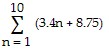 10
∑ (3.4n + 8.75)
n = 1